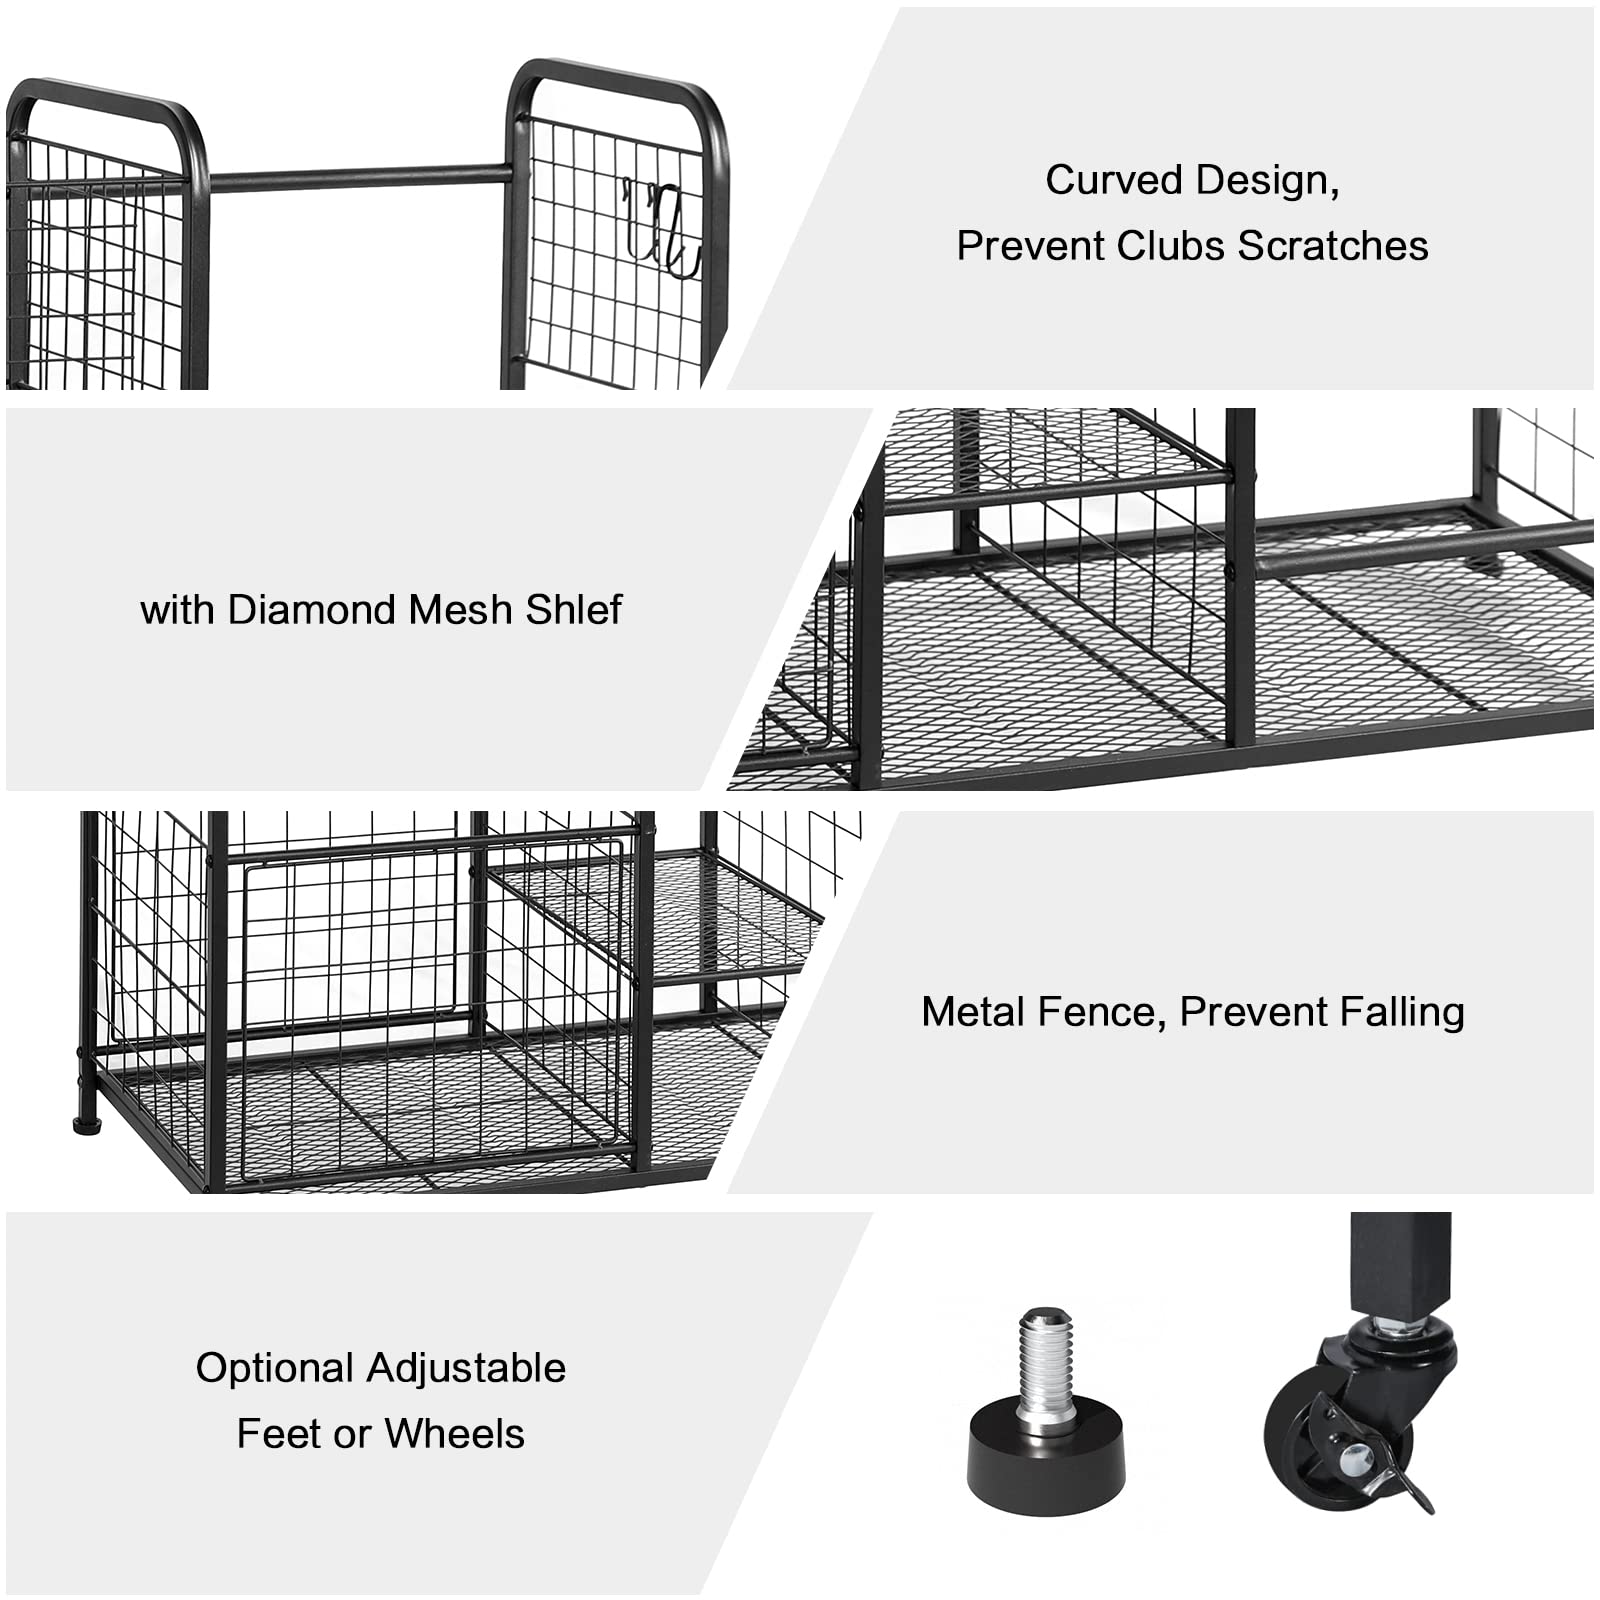 Curved Design,
Prevent Clubs Scratches
with Diamond Mesh Shlef
Metal Fence, Prevent Falling
Optional Adjustable
Feet or Wheels